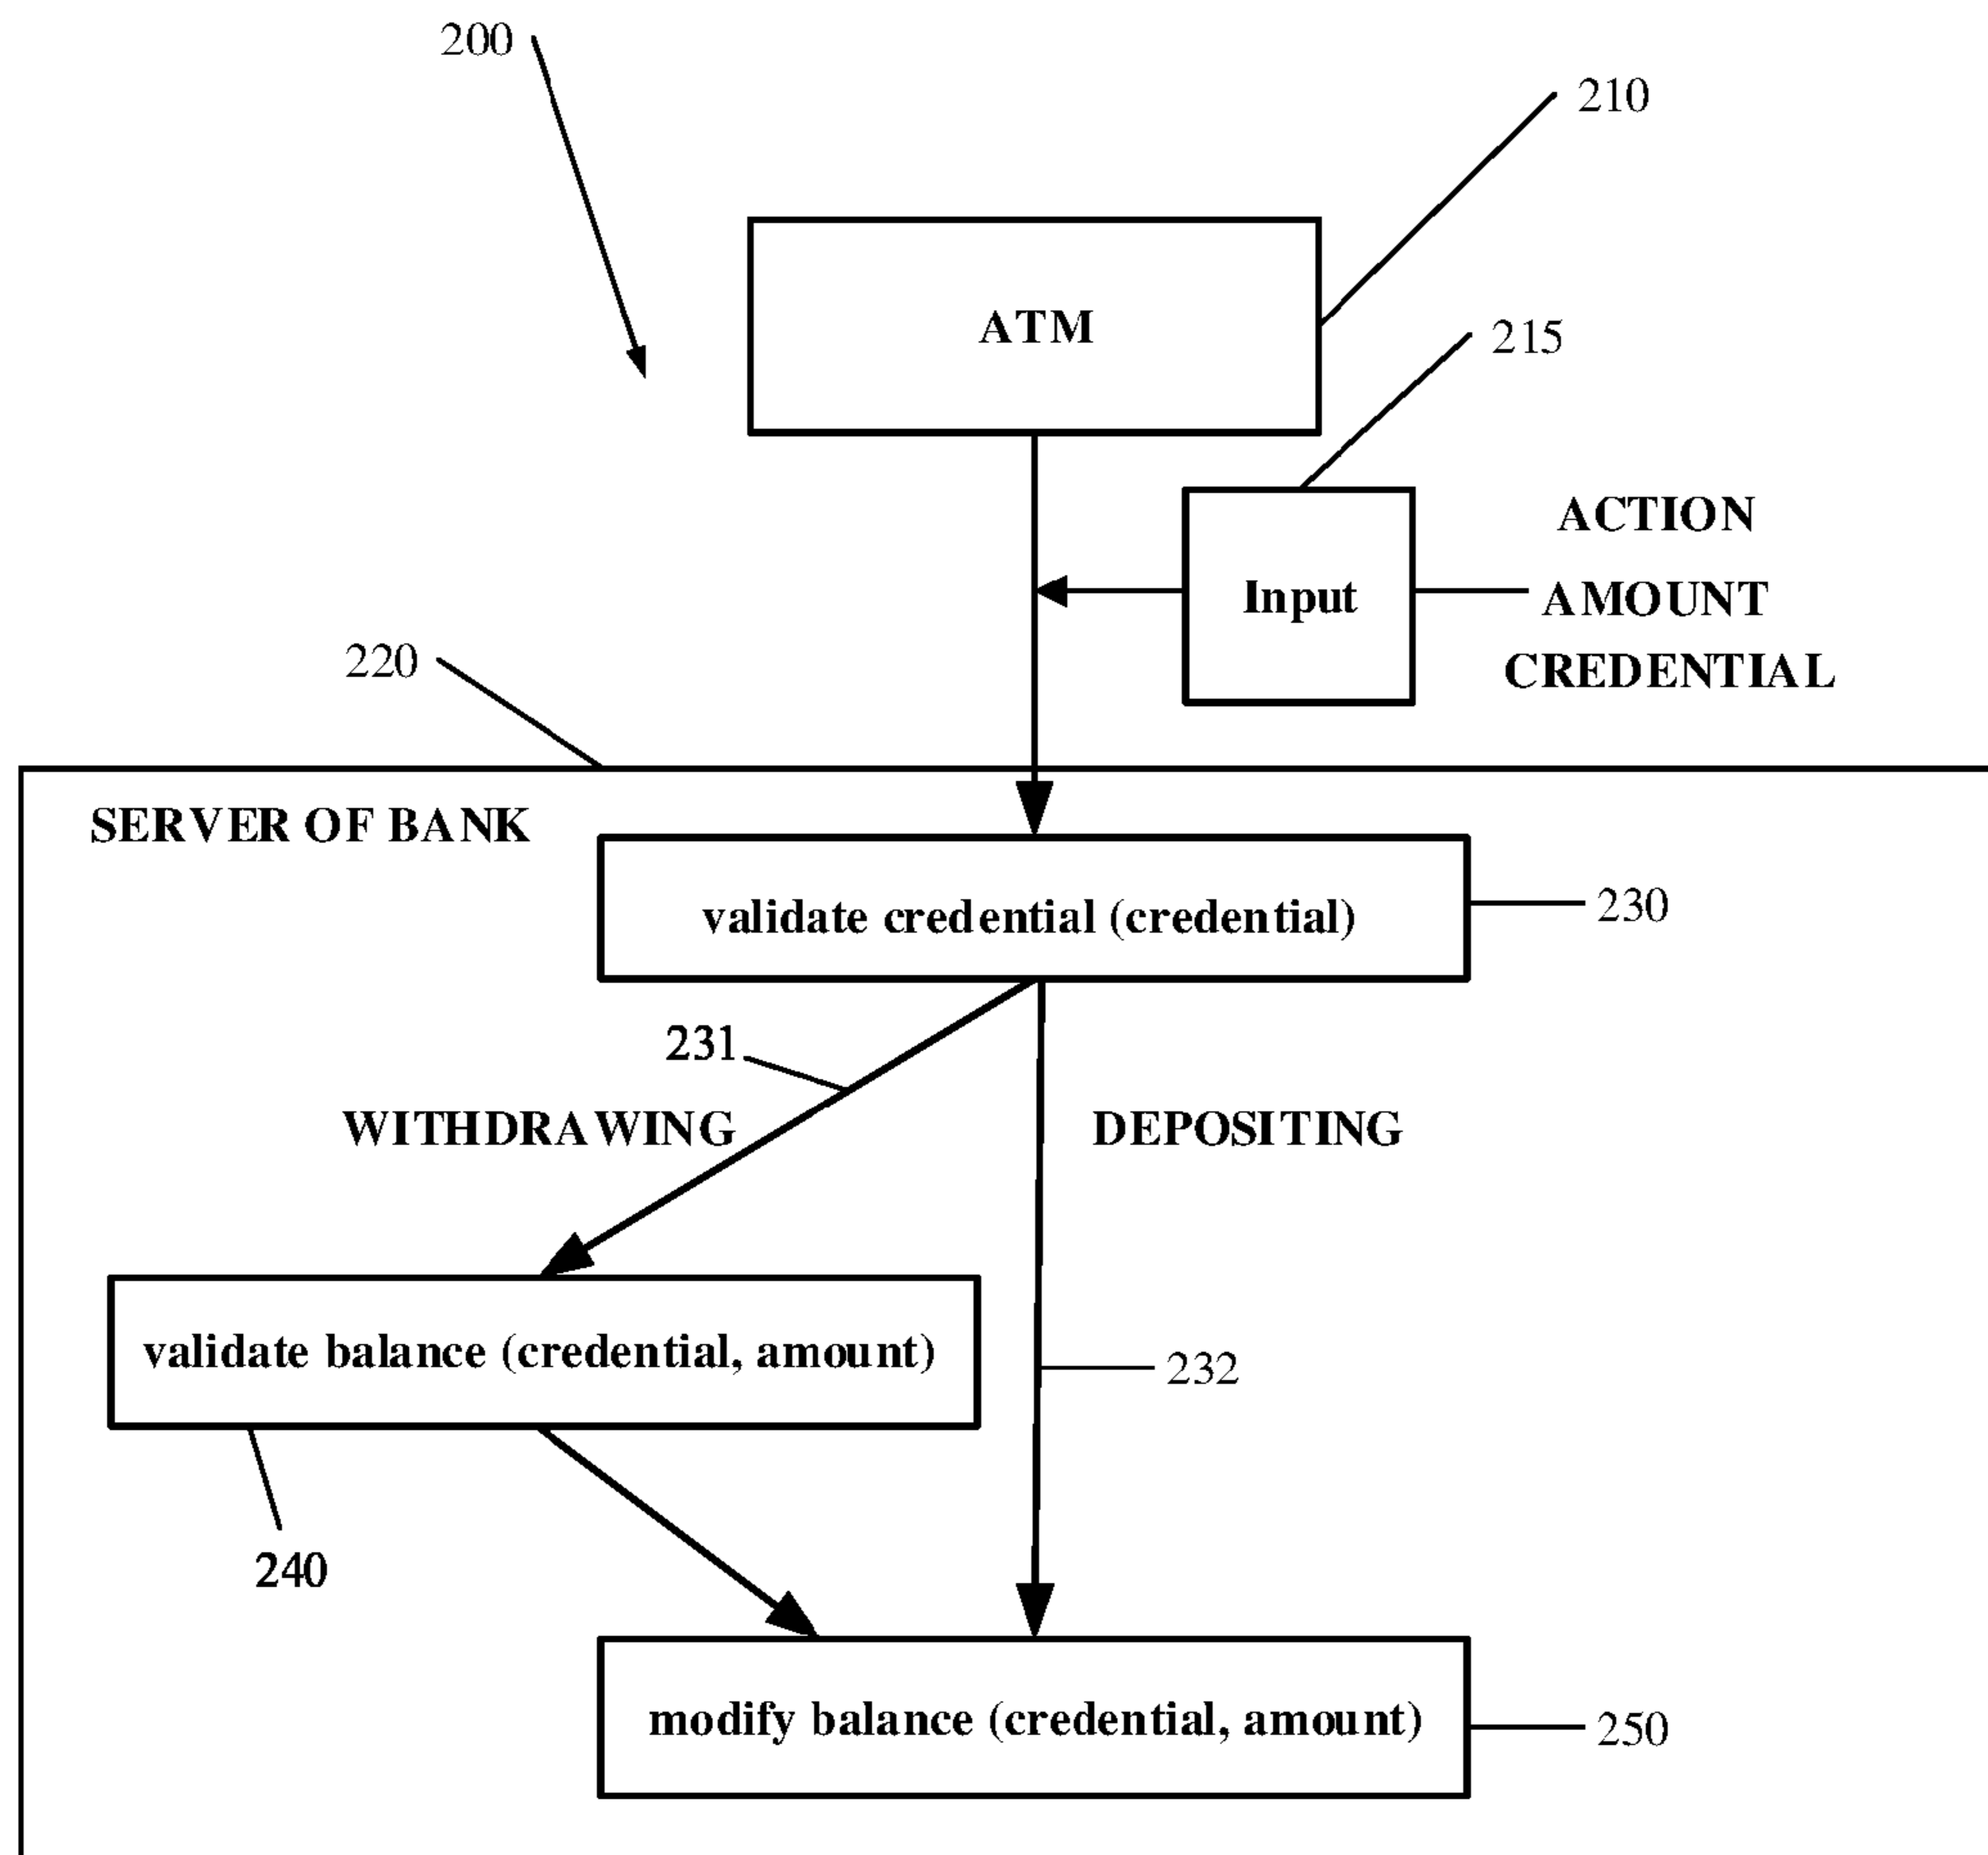 200
210
ATM
215
ACTION
Input
AMOUNT
CREDENTIAL
220
SERVER OF BANK
validate credential (credential)
230
231
WITHDRAWING
DEPOSITING
validate balance (credential, amount)
232
240
modify balance (credential, amount)
250